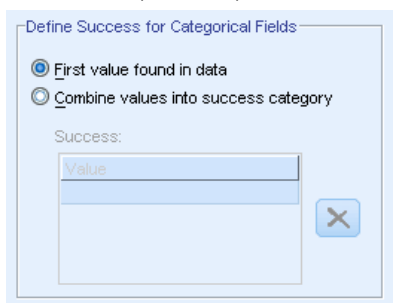 Define Success for Categorical Fields
First value found in data
Combine values into success category
Success:
Value